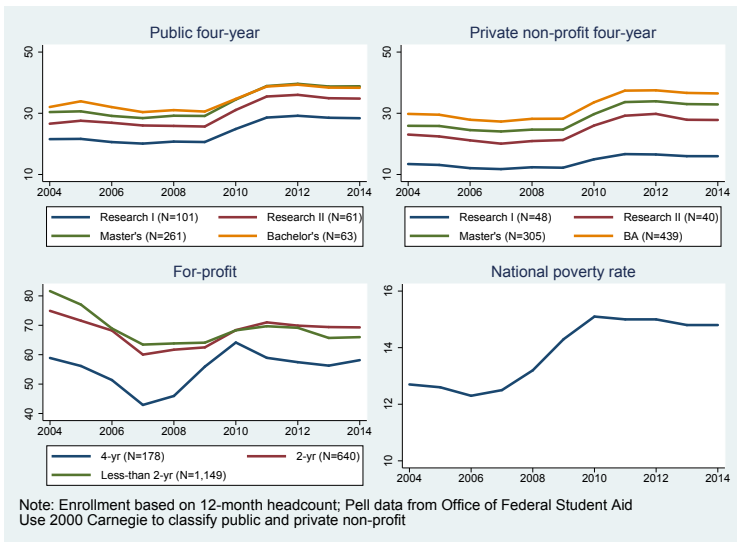 Public four-year
50
30
10
2004 2006 2008 2010 2012 2014
Research I (N=101) Research II (N=61)
Master's (N=261) Bachelor's (N=63)
Private non-profit four-year
50
30
10
2004 2006 2008 2010 2012 2014
Research I (N=48) Research II (N=40)
Master's (N=305) BA (N=439)
For-profit
80
70
60
50
40
2004 2006 2008 2010 2012 2014
4-yr (N=178) 2-yr (N=640)
Less-than 2-yr (N=1,149)
National poverty rate
16
14
12
10
2004 2006 2008 2010 2012 2014
Note: Enrollment based on 12-month headcount; Pell data from Office of Federal Student Aid
Use 2000 Carnegie to classify public and private non-profit